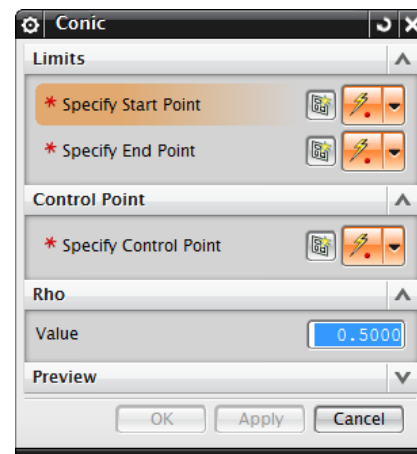 Conic
Limits
* Specify Start Point
* Specify End Point
Control Point
* Specify Control Point
Rho
Value 0.5000
Preview
OK Apply Cancel